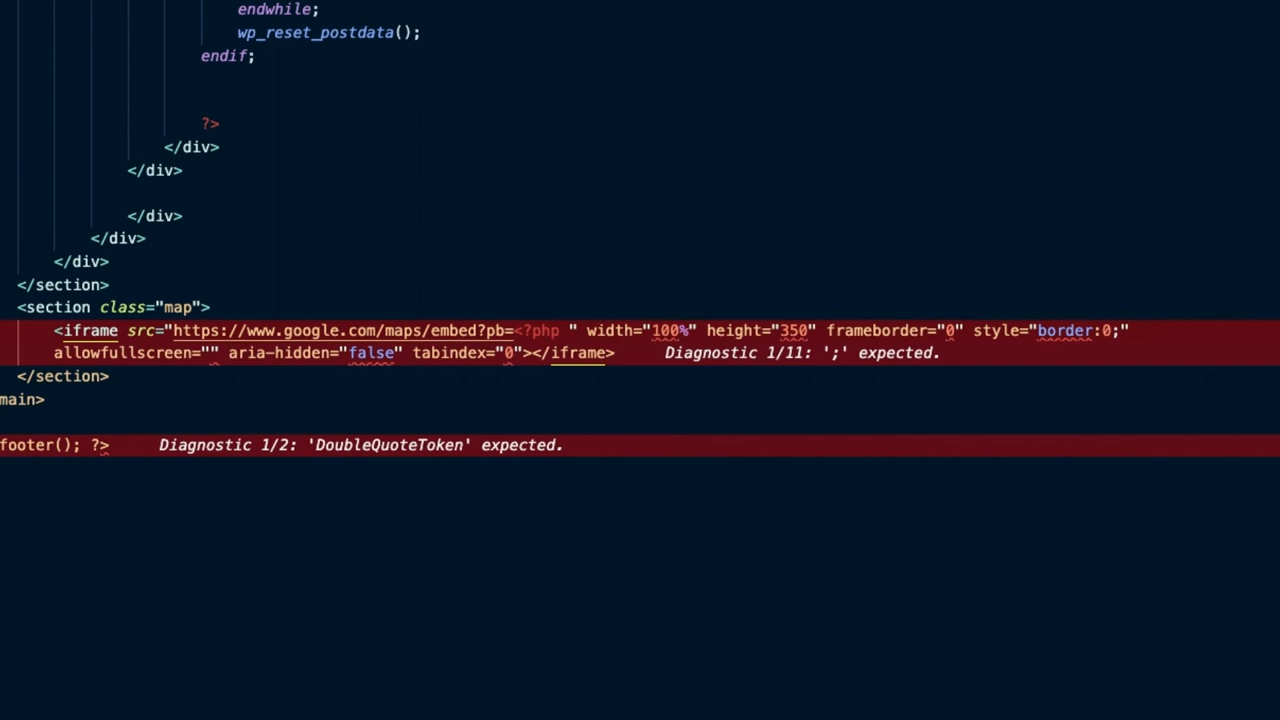 endwhile;
wp_reset_postdata();
endif;
?>
</div>
</div>
</div>
</div>
</div>
</section>
<section class="map">
<iframe src="https://www.google.com/maps/embed?pb=<?php " width="100%" height="350" frameborder="0" style="border:0;"
allowfullscreen="" aria-hidden="false" tabindex="0"></iframe> Diagnostic 1/11: ';' expected.
</section>
main>
footer(); ?> Diagnostic 1/2: 'DoubleQuoteToken' expected.